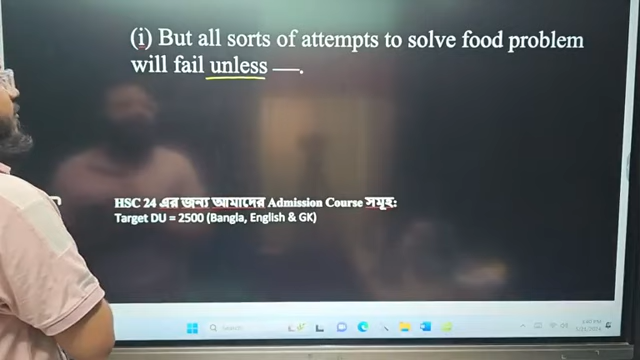 (i) But all sorts of attempts to solve food problem
will fail unless —.
HSC 24 এর জন্য আমাদের Admission Course সমূহ:
Target DU = 2500 (Bangla, English & GK)
Search